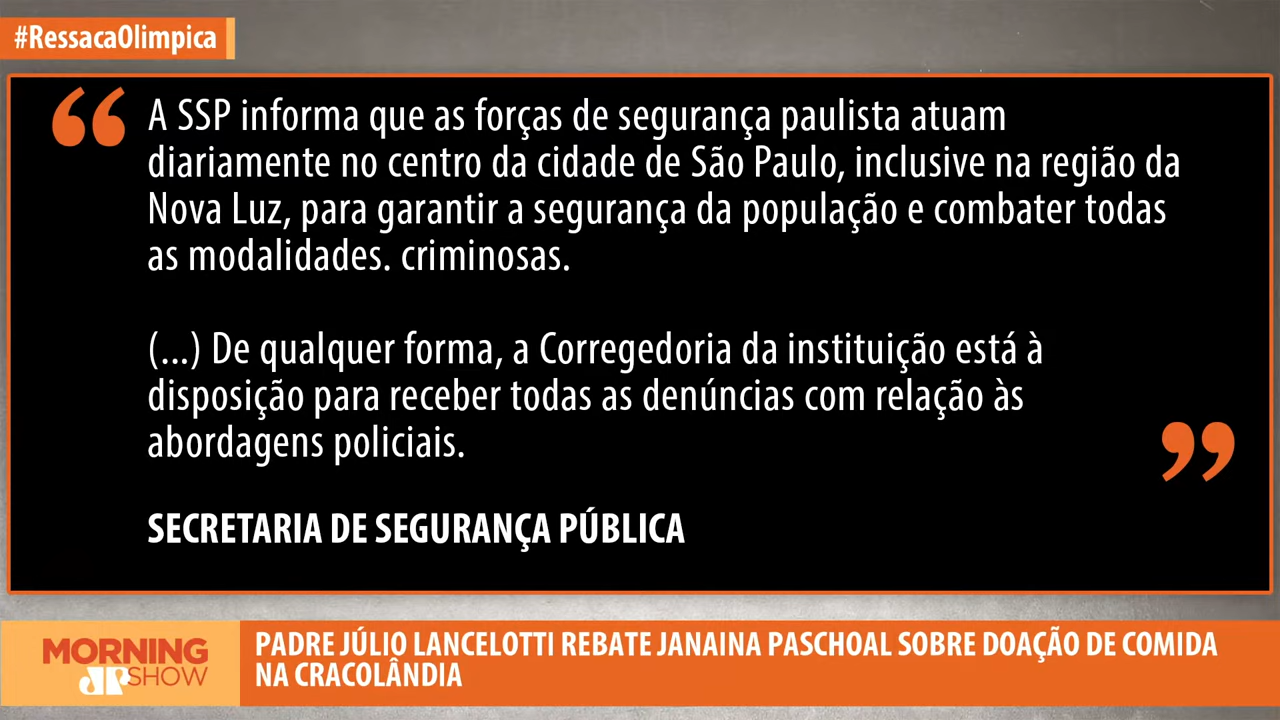 #RessacaOlimpica
“
A SSP informa que as forças de segurança paulista atuam
diariamente no centro da cidade de São Paulo, inclusive na região da
Nova Luz, para garantir a segurança da população e combater todas
as modalidades. criminosas.
(...) De qualquer forma, a Corregedoria da instituição está à
disposição para receber todas as denúncias com relação às
abordagens policiais.
”
SECRETARIA DE SEGURANÇA PÚBLICA
PADRE JÚLIO LANCELOTTI REBATE JANAINA PASCHOAL SOBRE DOAÇÃO DE COMIDA
NA CRACOLÂNDIA
MORNING
JP SHOW